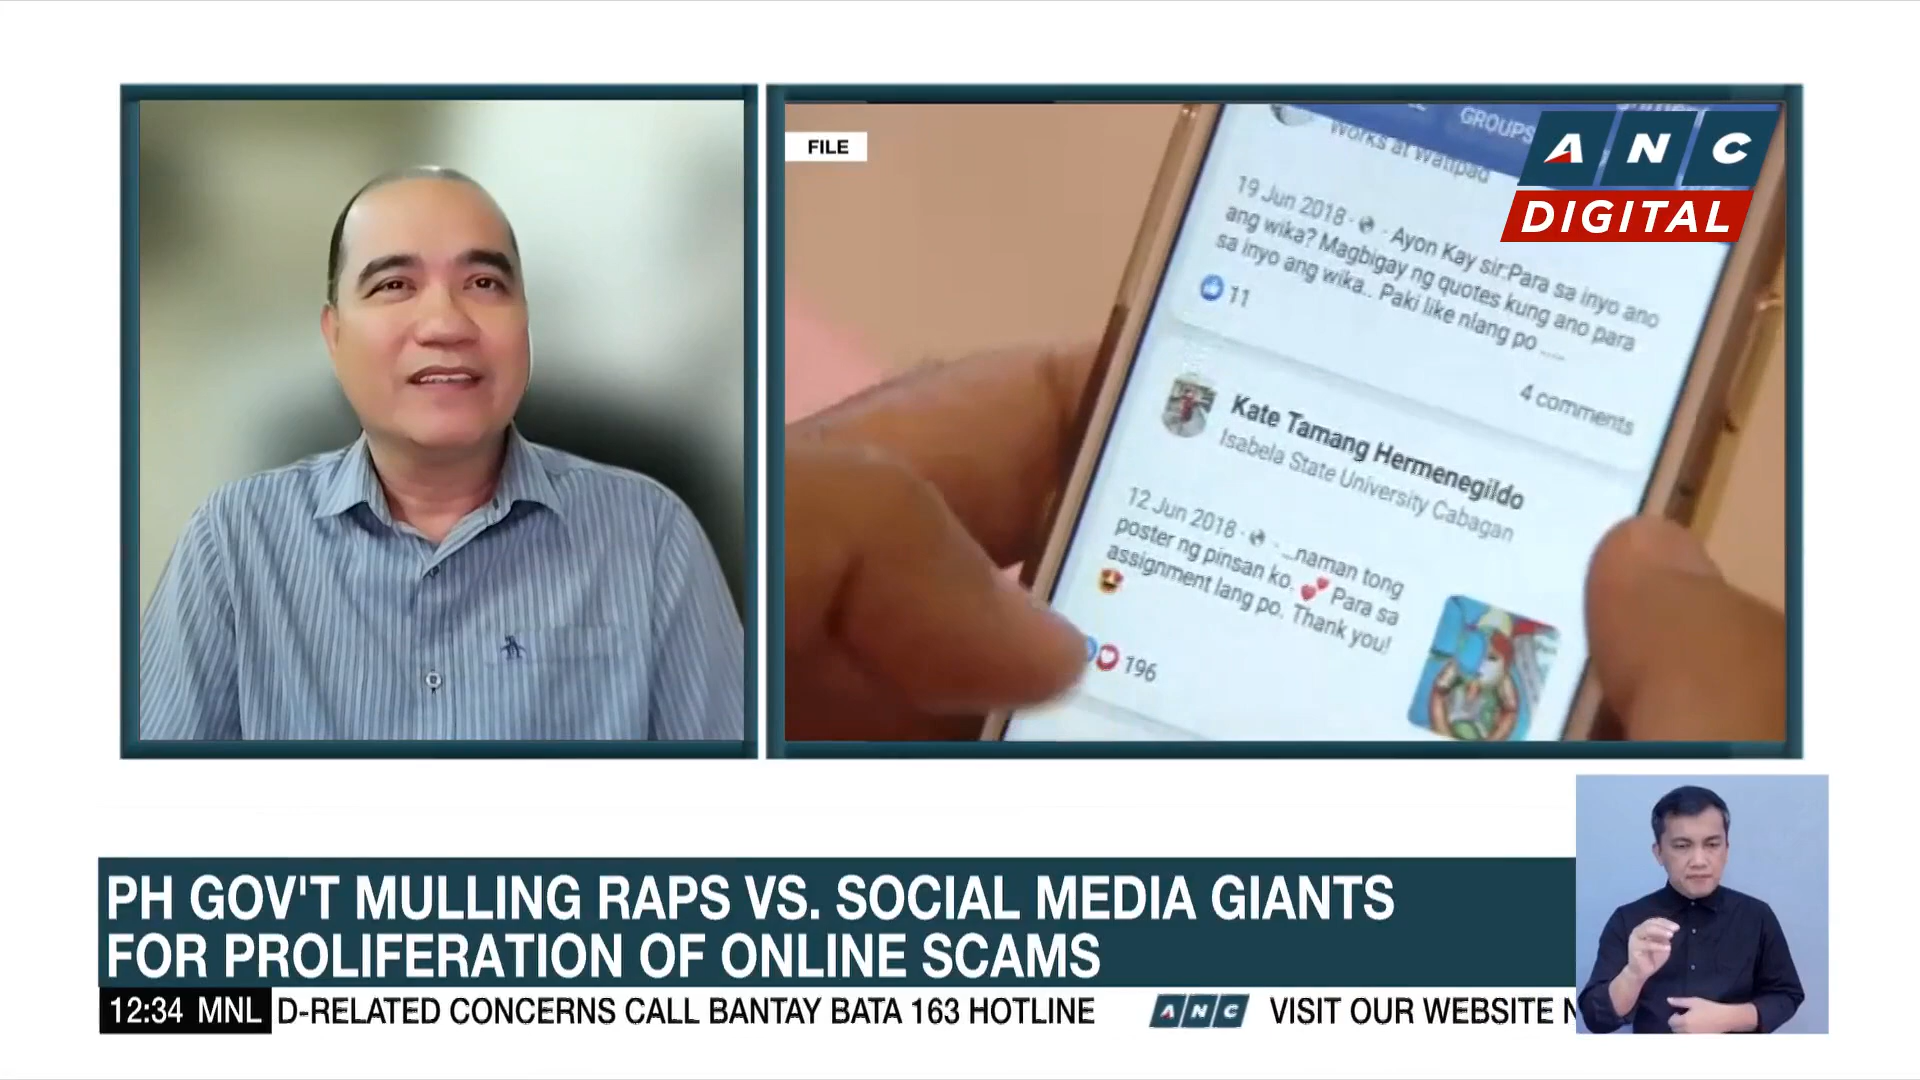 FILE
ANC
DIGITAL
GROUPS
Works at Wattpad
19 Jun 2018 · · Ayon Kay sir:Para sa inyo ano
ang wika? Magbigay ng quotes kung ano para
sa inyo ang wika.. Paki like nlang po ....
11
4 comments
Kate Tamang Hermenegildo
Isabela State University Cabagan
12 Jun 2018 · · ...naman tong
poster ng pinsan ko. 💕 Para sa
assignment lang po. Thank you!
😍
196
PH GOV'T MULLING RAPS VS. SOCIAL MEDIA GIANTS
FOR PROLIFERATION OF ONLINE SCAMS
12:34 MNL D-RELATED CONCERNS CALL BANTAY BATA 163 HOTLINE ANC VISIT OUR WEBSITE